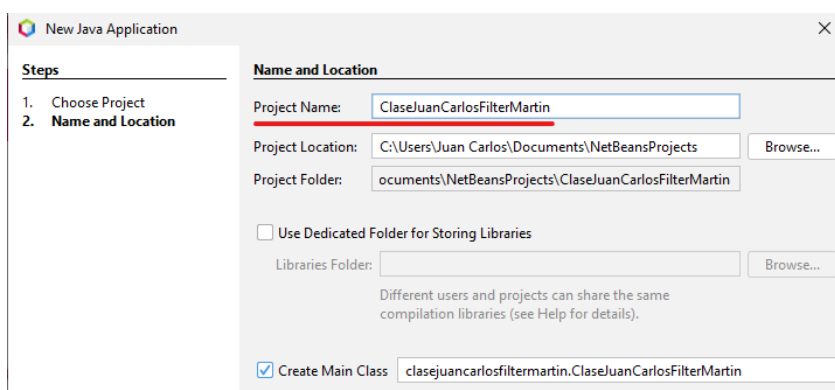 New Java Application
Steps
1. Choose Project
2. Name and Location
Name and Location
Project Name: ClaseJuanCarlosFilterMartin
Project Location: C:\Users\Juan Carlos\Documents\NetBeansProjects Browse...
Project Folder: ocuments\NetBeansProjects\ClaseJuanCarlosFilterMartin
Use Dedicated Folder for Storing Libraries
Libraries Folder: Browse...
Different users and projects can share the same
compilation libraries (see Help for details).
Create Main Class clasejuancarlosfiltermartin.ClaseJuanCarlosFilterMartin